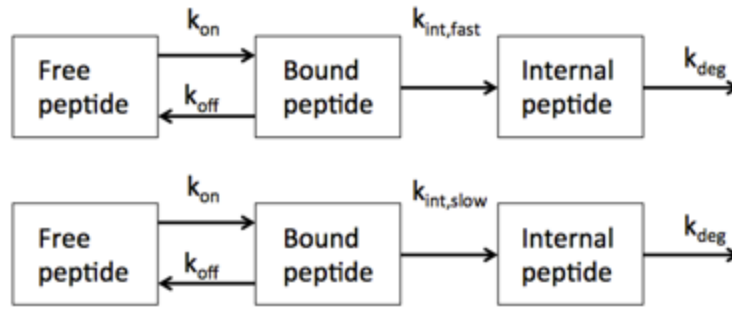 k_on
k_int,fast
Free peptide
Bound peptide
Internal peptide
k_deg
k_off
k_on
k_int,slow
Free peptide
Bound peptide
Internal peptide
k_deg
k_off